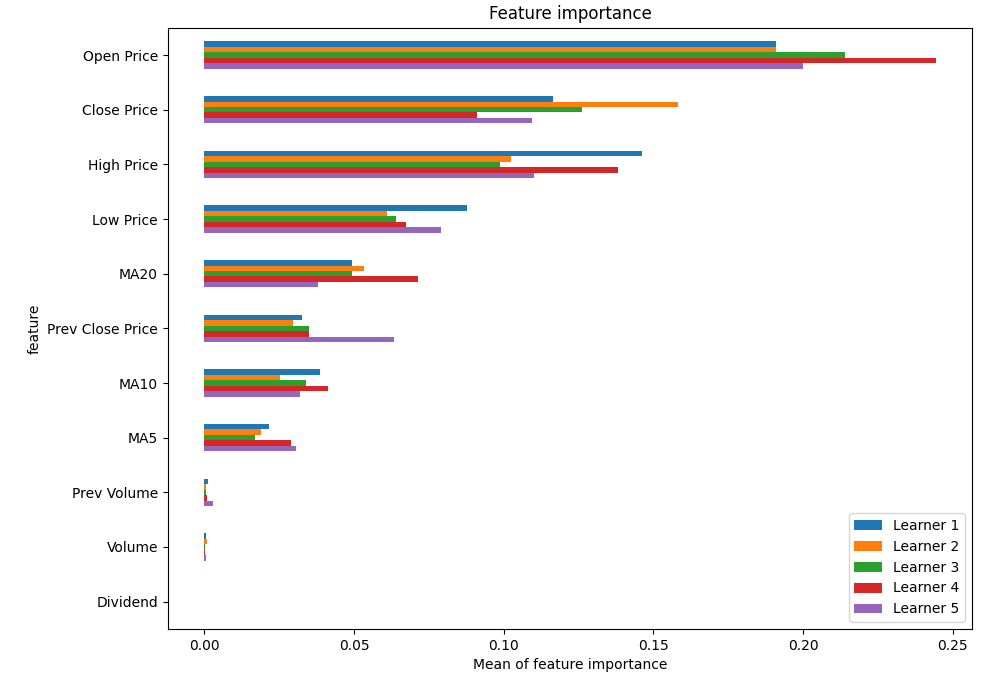 Feature importance
Open Price
Close Price
High Price
Low Price
MA20
Prev Close Price
MA10
MA5
Prev Volume
Volume
Dividend
feature
Learner 1
Learner 2
Learner 3
Learner 4
Learner 5
0.00 0.05 0.10 0.15 0.20 0.25
Mean of feature importance